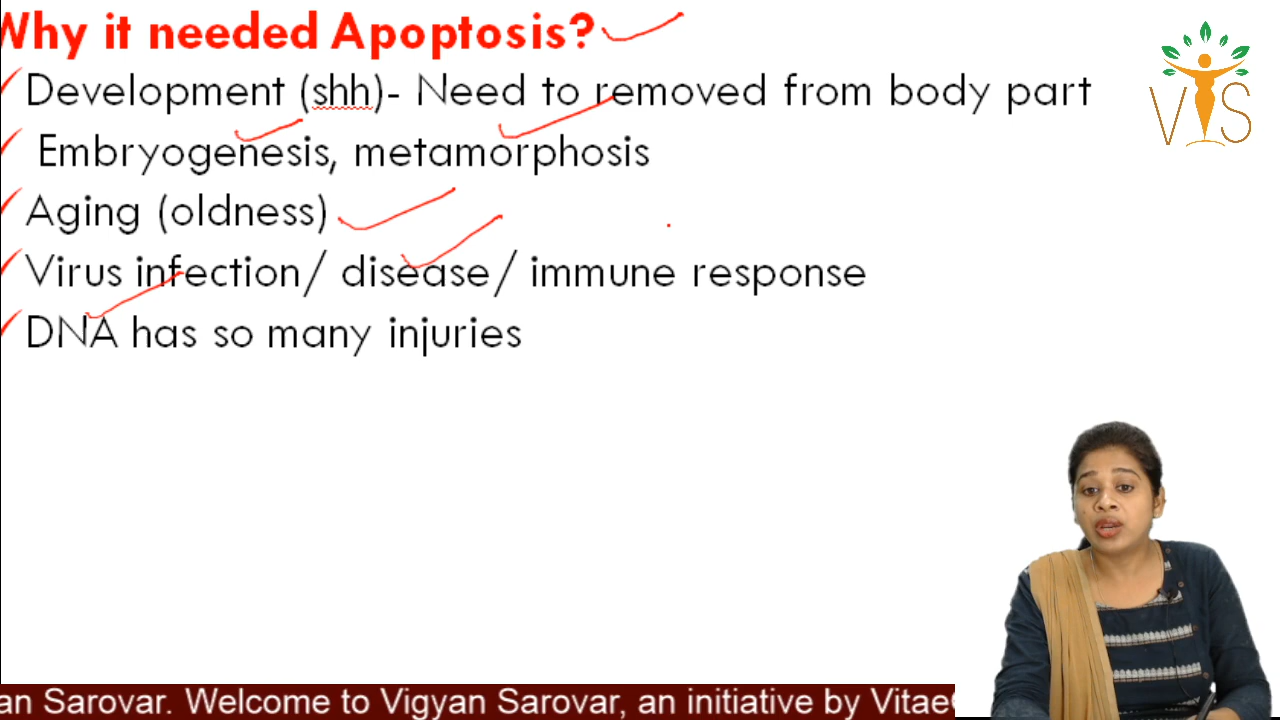 Why it needed Apoptosis?
Development (shh)- Need to removed from body part
Embryogenesis, metamorphosis
Aging (oldness)
Virus infection/ disease/ immune response
DNA has so many injuries
V S
an Sarovar. Welcome to Vigyan Sarovar, an initiative by Vitae